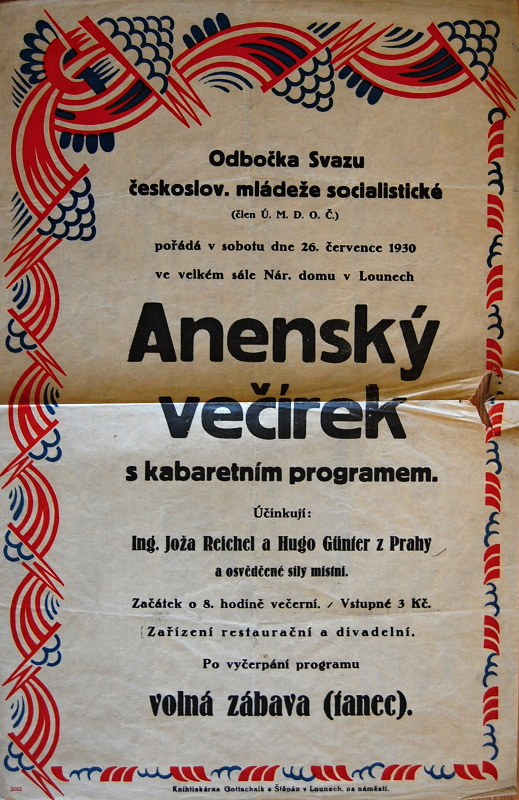 Odbočka Svazu
českoslov. mládeže socialistické
(člen Ú. M. D. O. Č.)
pořádá v sobotu dne 26. července 1930
ve velkém sále Nár. domu v Lounech
Anenský
večírek
s kabaretním programem.
Účinkují:
Ing. Joža Reichel a Hugo Günter z Prahy
a osvědčené síly místní.
Začátek o 8. hodině večerní. / Vstupné 3 Kč.
Zařízení restaurační a divadelní.
Po vyčerpání programu
volná zábava (tanec).
Knihtiskárna Gottschalk a Štěpán v Lounech, na náměstí.